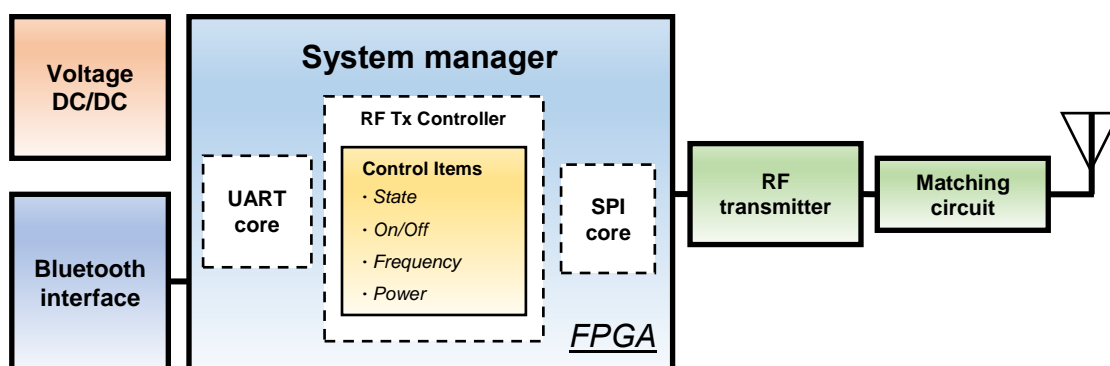 Voltage
DC/DC
Bluetooth
interface
System manager
UART
core
RF Tx Controller
Control Items
· State
· On/Off
· Frequency
· Power
SPI
core
FPGA
RF
transmitter
Matching
circuit